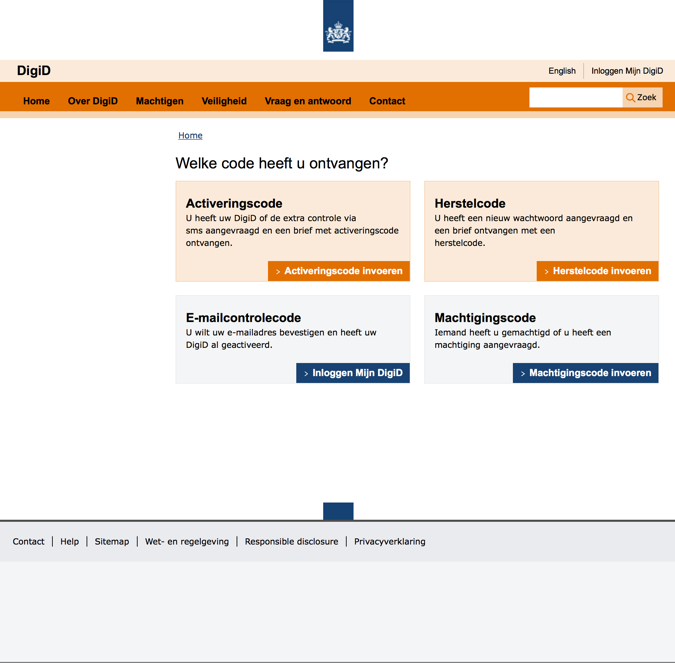 DigiD
English
Inloggen Mijn DigiD
Home
Over DigiD
Machtigen
Veiligheid
Vraag en antwoord
Contact
Zoek
Home
Welke code heeft u ontvangen?
Activeringscode
U heeft uw DigiD of de extra controle via
sms aangevraagd en een brief met activeringscode
ontvangen.
> Activeringscode invoeren
Herstelcode
U heeft een nieuw wachtwoord aangevraagd en
een brief ontvangen met een
herstelcode.
> Herstelcode invoeren
E-mailcontrolecode
U wilt uw e-mailadres bevestigen en heeft uw
DigiD al geactiveerd.
> Inloggen Mijn DigiD
Machtigingscode
Iemand heeft u gemachtigd of u heeft een
machtiging aangevraagd.
> Machtigingscode invoeren
Contact
Help
Sitemap
Wet- en regelgeving
Responsible disclosure
Privacyverklaring